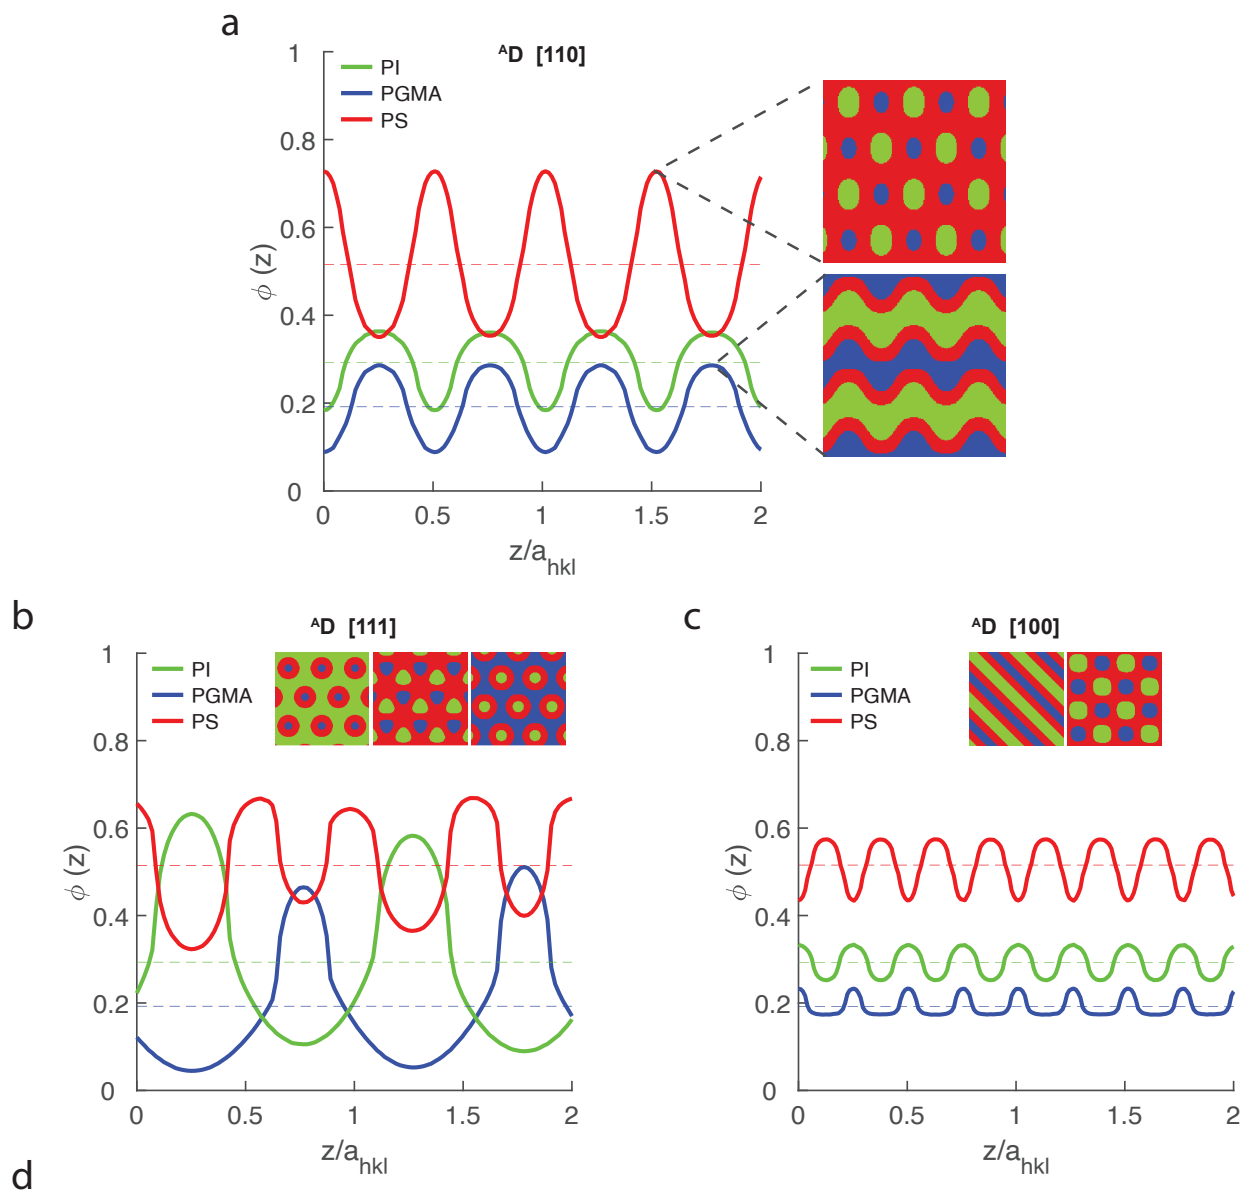 a
ᴬD [110]
PI
PGMA
PS
1
0.8
0.6
0.4
0.2
0
ϕ (z)
0 0.5 1 1.5 2
z/a_hkl
b
ᴬD [111]
PI
PGMA
PS
1
0.8
0.6
0.4
0.2
0
ϕ (z)
0 0.5 1 1.5 2
z/a_hkl
c
ᴬD [100]
PI
PGMA
PS
1
0.8
0.6
0.4
0.2
0
ϕ (z)
0 0.5 1 1.5 2
z/a_hkl
d